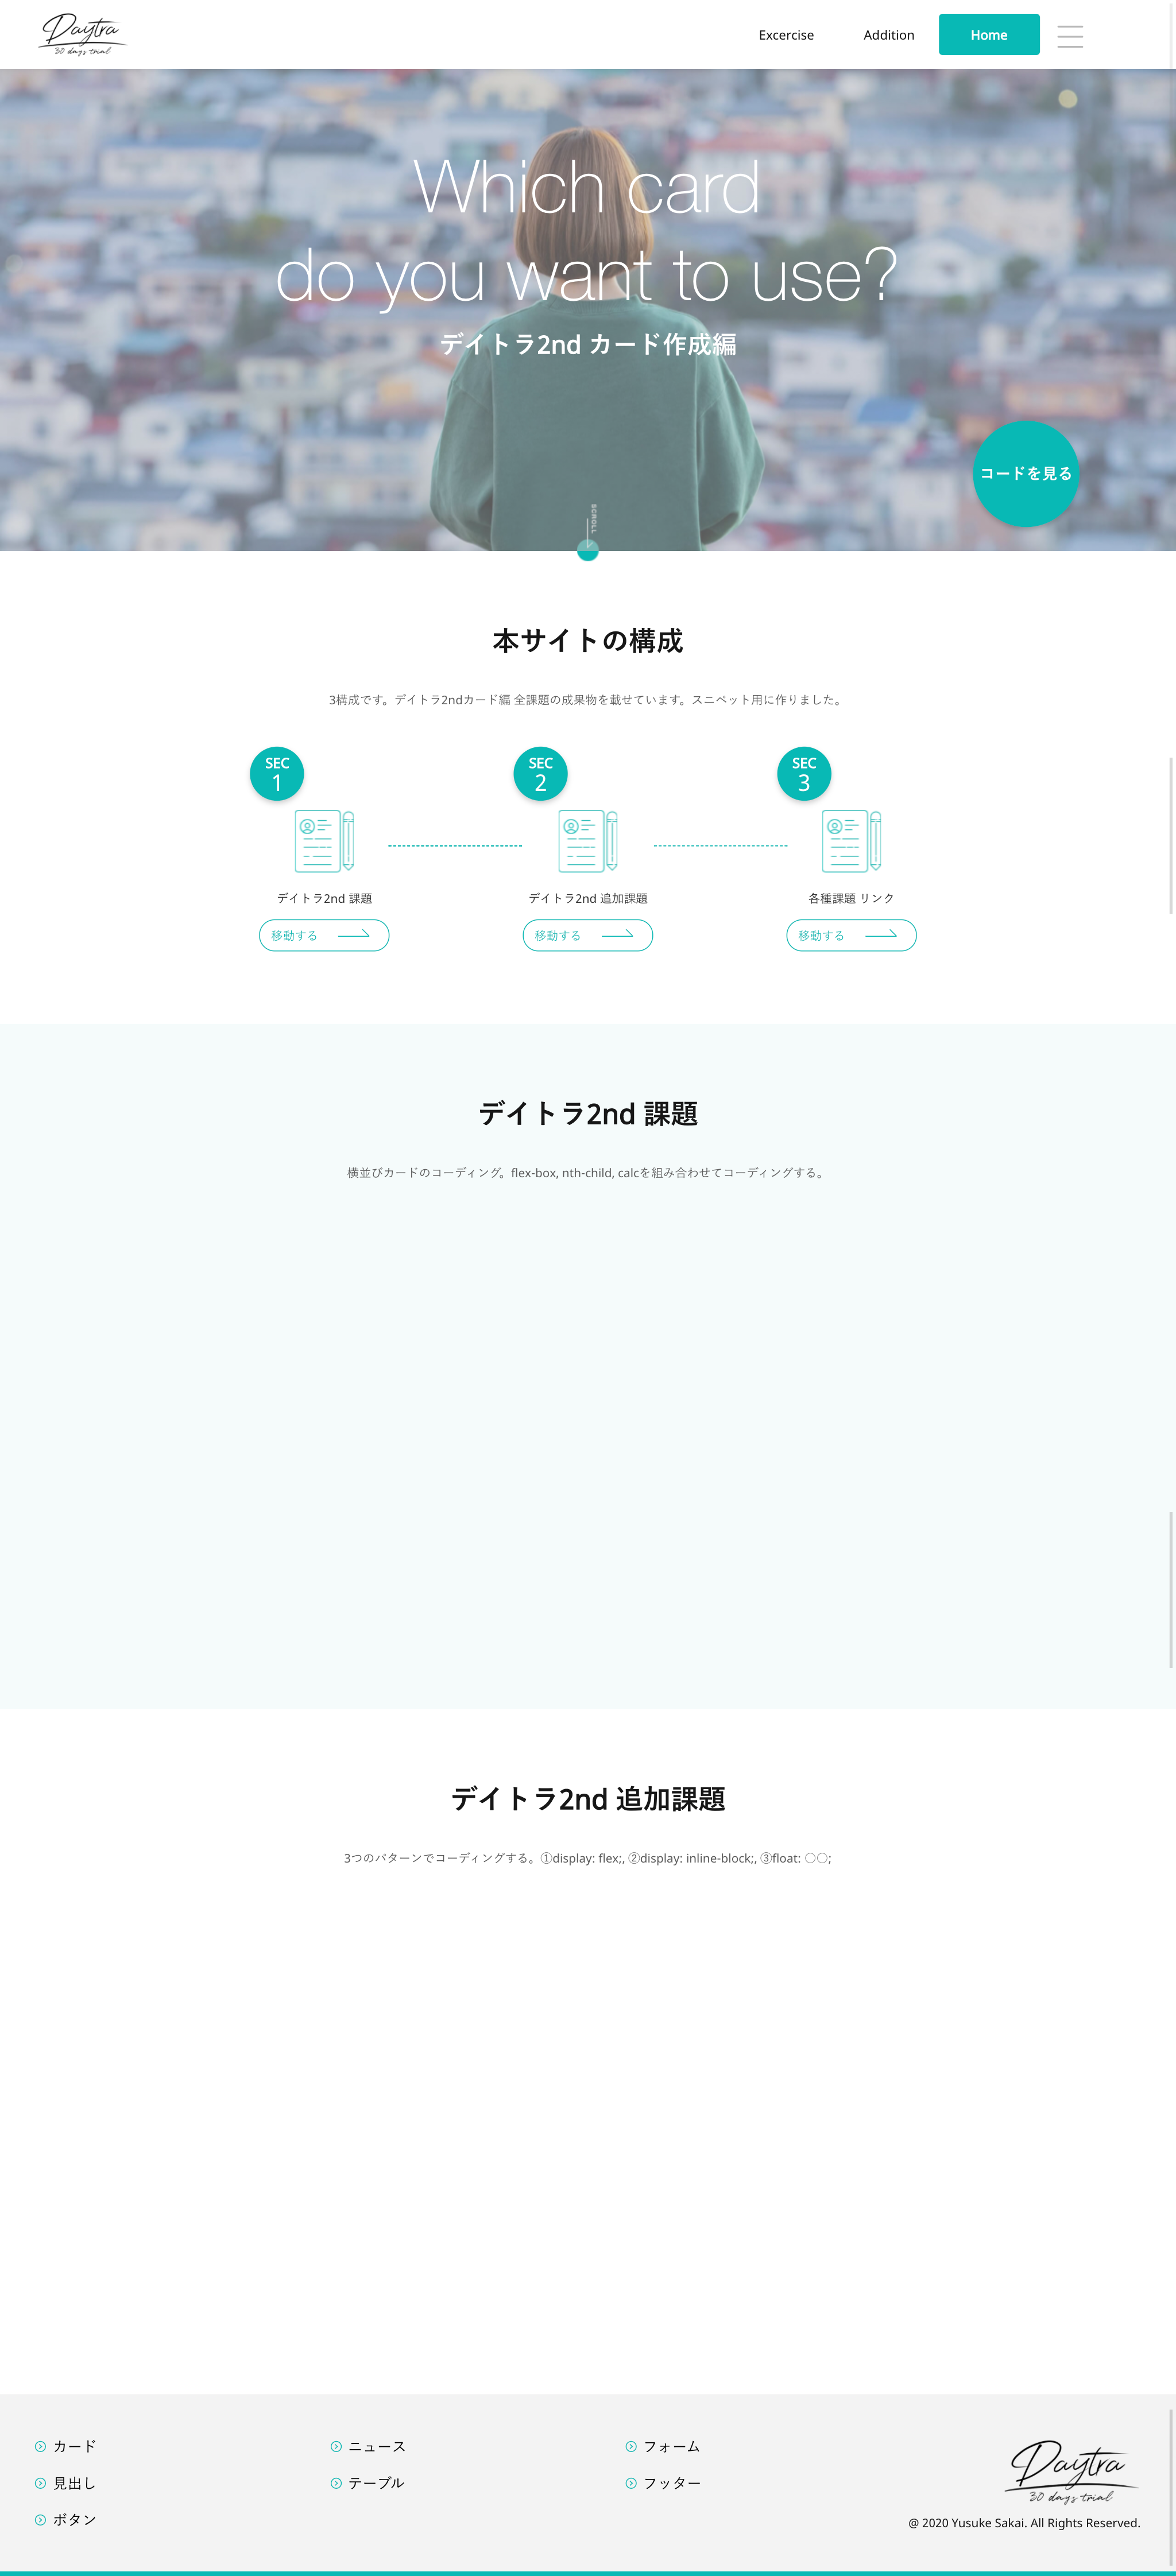 Daytra
30 days trial
Excercise
Addition
Home
Which card
do you want to use?
デイトラ2nd カード作成編
コードを見る
SCROLL
本サイトの構成
3構成です。デイトラ2ndカード編 全課題の成果物を載せています。スニペット用に作りました。
SEC
1
SEC
2
SEC
3
デイトラ2nd 課題
デイトラ2nd 追加課題
各種課題 リンク
移動する
移動する
移動する
デイトラ2nd 課題
横並びカードのコーディング。flex-box, nth-child, calcを組み合わせてコーディングする。
デイトラ2nd 追加課題
3つのパターンでコーディングする。①display: flex;, ②display: inline-block;, ③float: ○○;
カード
見出し
ボタン
ニュース
テーブル
フォーム
フッター
Daytra
30 days trial
@ 2020 Yusuke Sakai. All Rights Reserved.